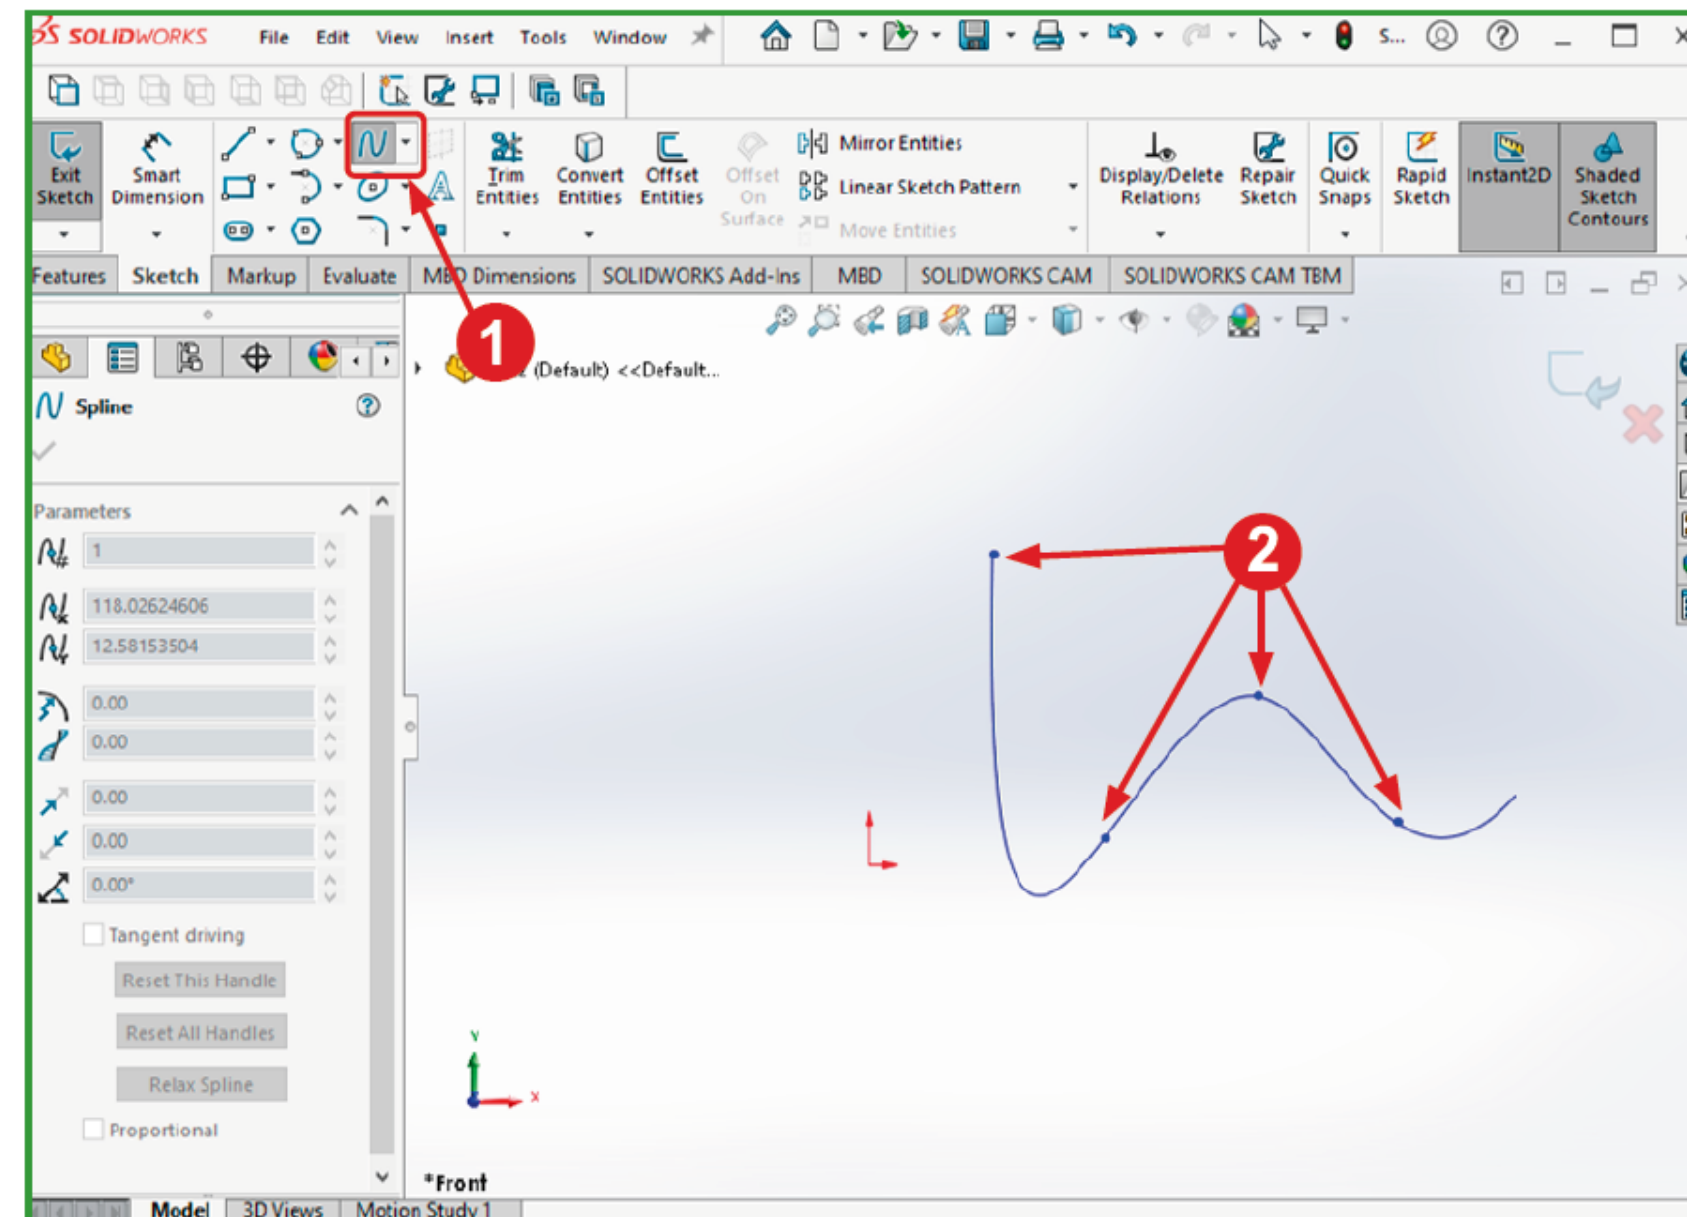 SOLIDWORKS File Edit View Insert Tools Window S...
Exit Sketch
Smart Dimension
Trim Entities
Convert Entities
Offset Entities
Offset On Surface
Mirror Entities
Linear Sketch Pattern
Move Entities
Display/Delete Relations
Repair Sketch
Quick Snaps
Rapid Sketch
Instant2D
Shaded Sketch Contours
Features Sketch Markup Evaluate MBD Dimensions SOLIDWORKS Add-Ins MBD SOLIDWORKS CAM SOLIDWORKS CAM TBM
1
(Default) <<Default...
Spline
Parameters
1
118.02624606
12.58153504
0.00
0.00
0.00
0.00
0.00°
Tangent driving
Reset This Handle
Reset All Handles
Relax Spline
Proportional
2
Y
X
*Front
Model 3D Views Motion Study 1